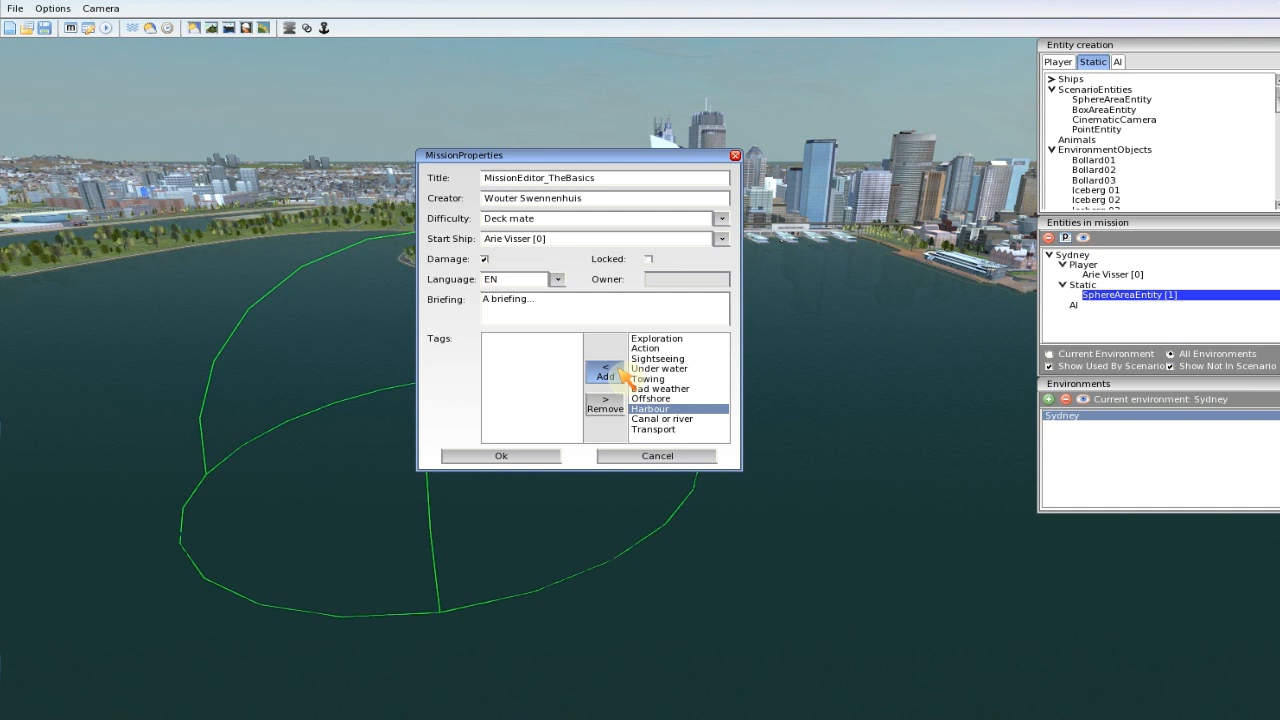 File Options Camera
m
Entity creation
Player Static AI
Ships
ScenarioEntities
SphereAreaEntity
BoxAreaEntity
CinematicCamera
PointEntity
Animals
EnvironmentObjects
Bollard01
Bollard02
Bollard03
Iceberg 01
Iceberg 02
Entities in mission
P
Sydney
Player
Arie Visser [0]
Static
SphereAreaEntity [1]
AI
Current Environment All Environments
Show Used By Scenario Show Not In Scenario
Environments
Current environment: Sydney
Sydney
MissionProperties
Title: MissionEditor_TheBasics
Creator: Wouter Swennenhuis
Difficulty: Deck mate
Start Ship: Arie Visser [0]
Damage: Locked:
Language: EN Owner:
Briefing: A briefing...
Tags:
< Add
> Remove
Exploration
Action
Sightseeing
Under water
Towing
Bad weather
Offshore
Harbour
Canal or river
Transport
Ok Cancel